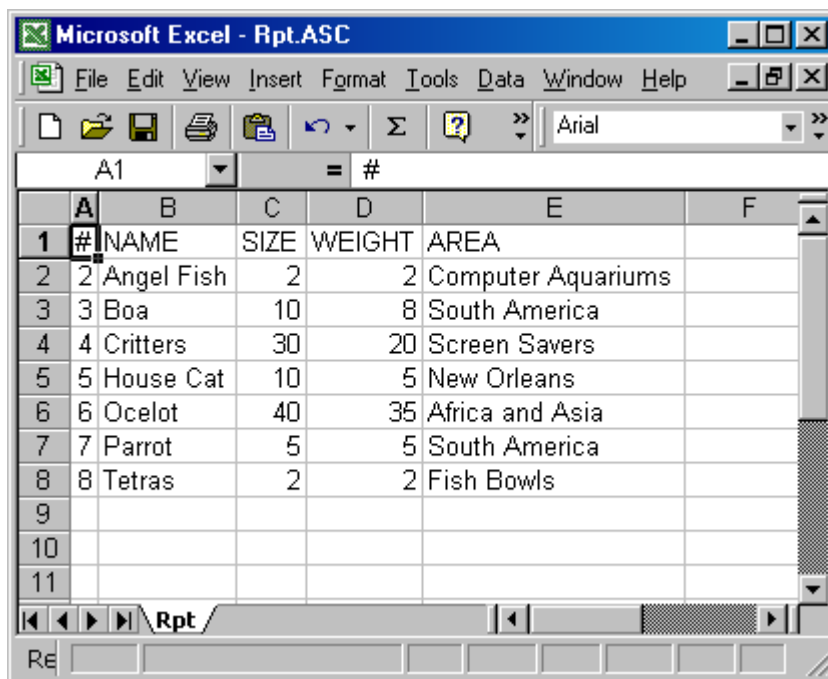 Microsoft Excel - Rpt.ASC
File Edit View Insert Format Tools Data Window Help
Σ ? » Arial »
A1 = #
A B C D E F
1 # NAME SIZE WEIGHT AREA
2 2 Angel Fish 2 2 Computer Aquariums
3 3 Boa 10 8 South America
4 4 Critters 30 20 Screen Savers
5 5 House Cat 10 5 New Orleans
6 6 Ocelot 40 35 Africa and Asia
7 7 Parrot 5 5 South America
8 8 Tetras 2 2 Fish Bowls
9
10
11
Rpt
Re